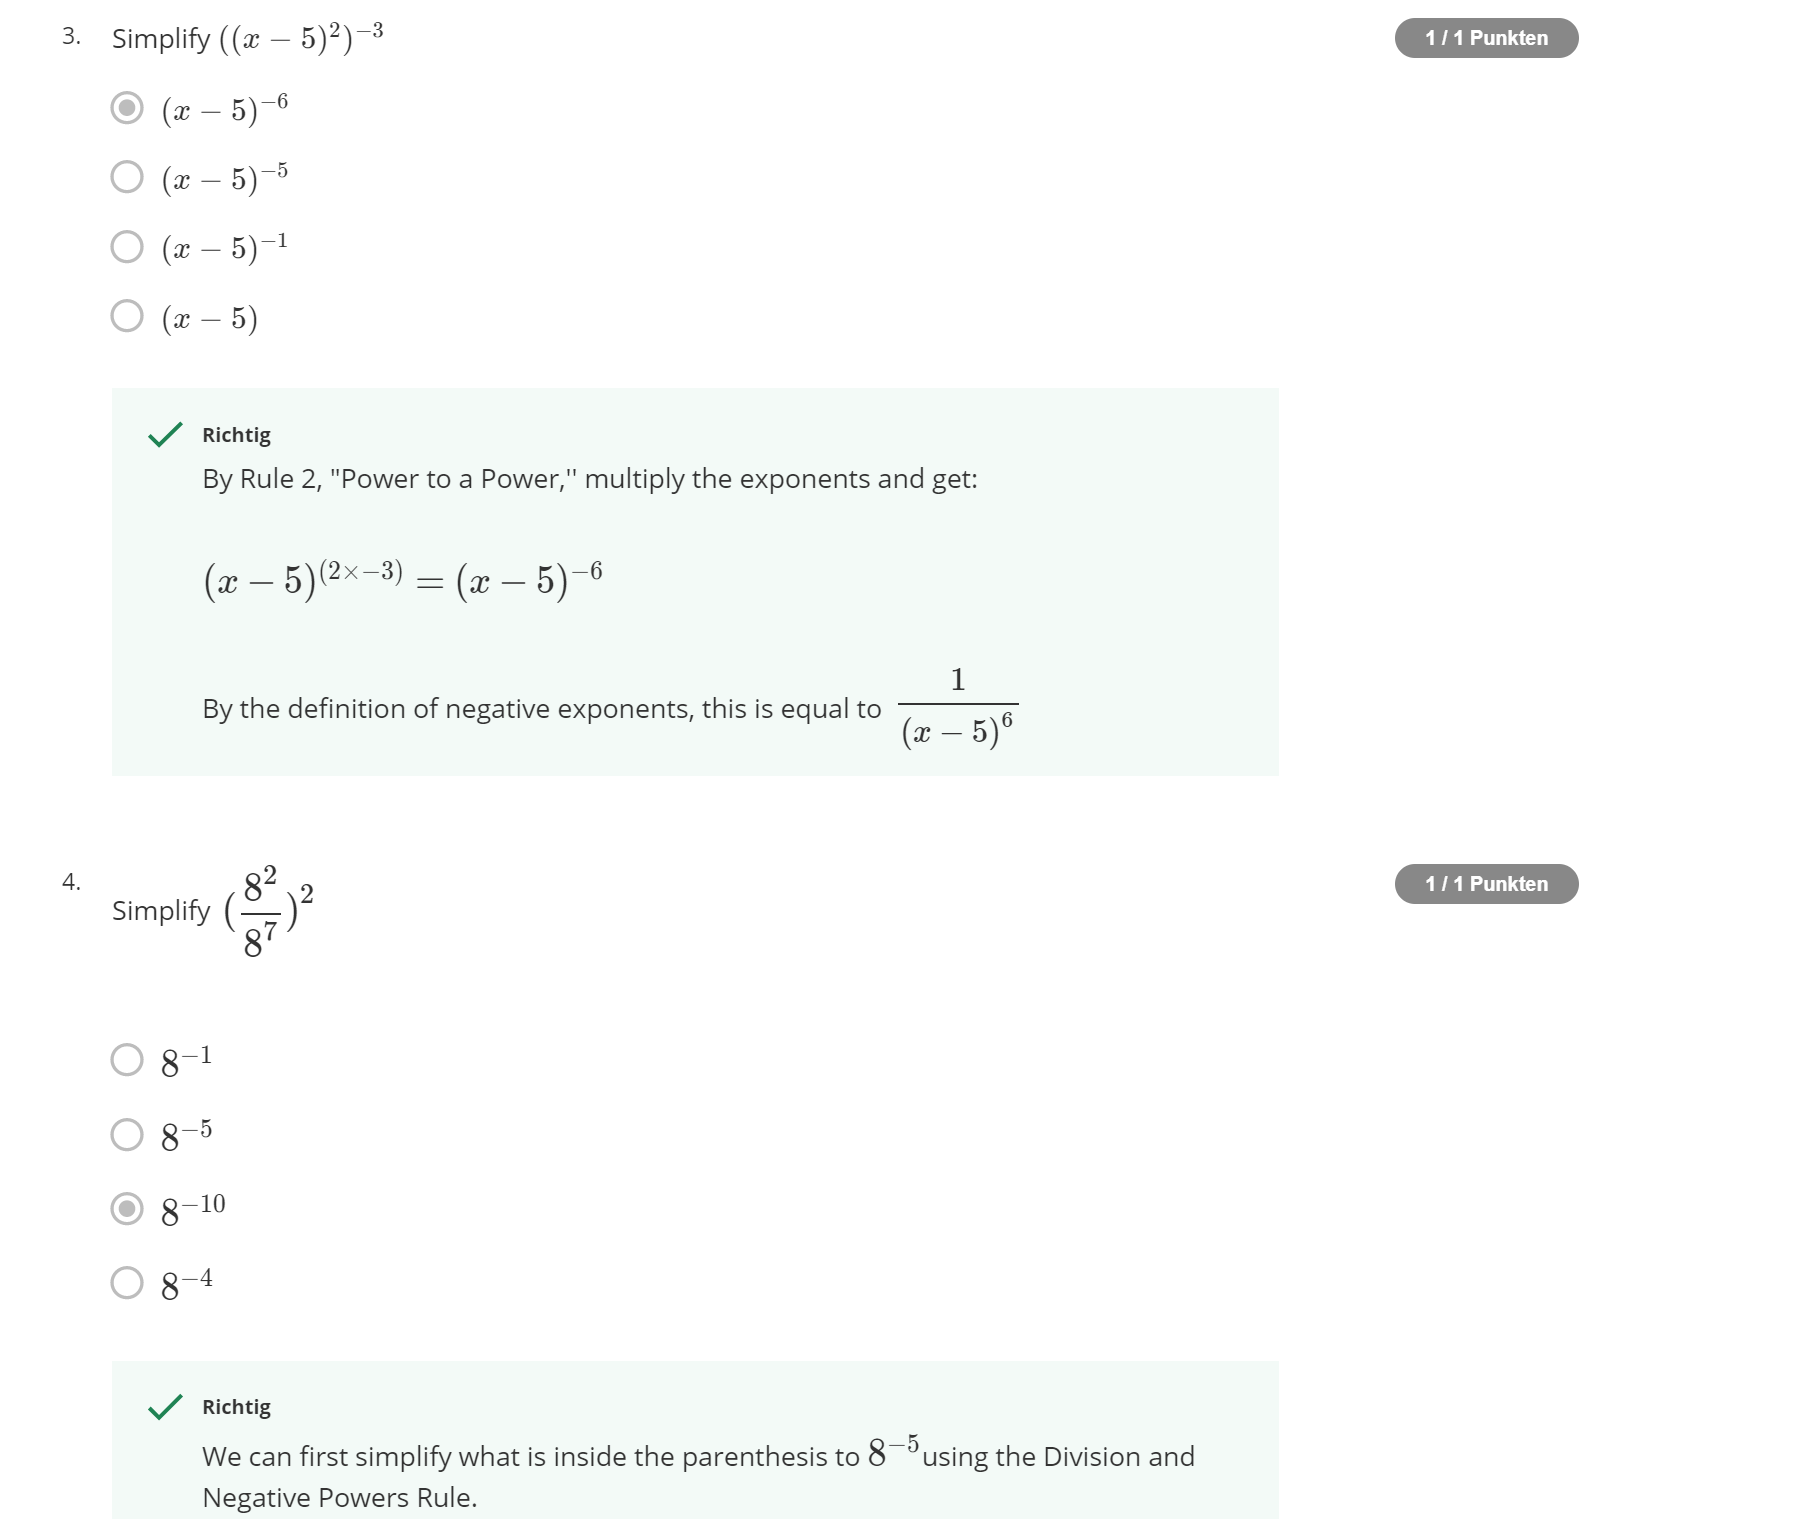 3. Simplify ((x − 5)²)⁻³
1 / 1 Punkten
(x − 5)⁻⁶
(x − 5)⁻⁵
(x − 5)⁻¹
(x − 5)
Richtig
By Rule 2, "Power to a Power,'' multiply the exponents and get:
(x − 5)⁽²ˣ⁻³⁾ = (x − 5)⁻⁶
By the definition of negative exponents, this is equal to 1/(x − 5)⁶
4. Simplify (8²/8⁷)²
1 / 1 Punkten
8⁻¹
8⁻⁵
8⁻¹⁰
8⁻⁴
Richtig
We can first simplify what is inside the parenthesis to 8⁻⁵ using the Division and
Negative Powers Rule.